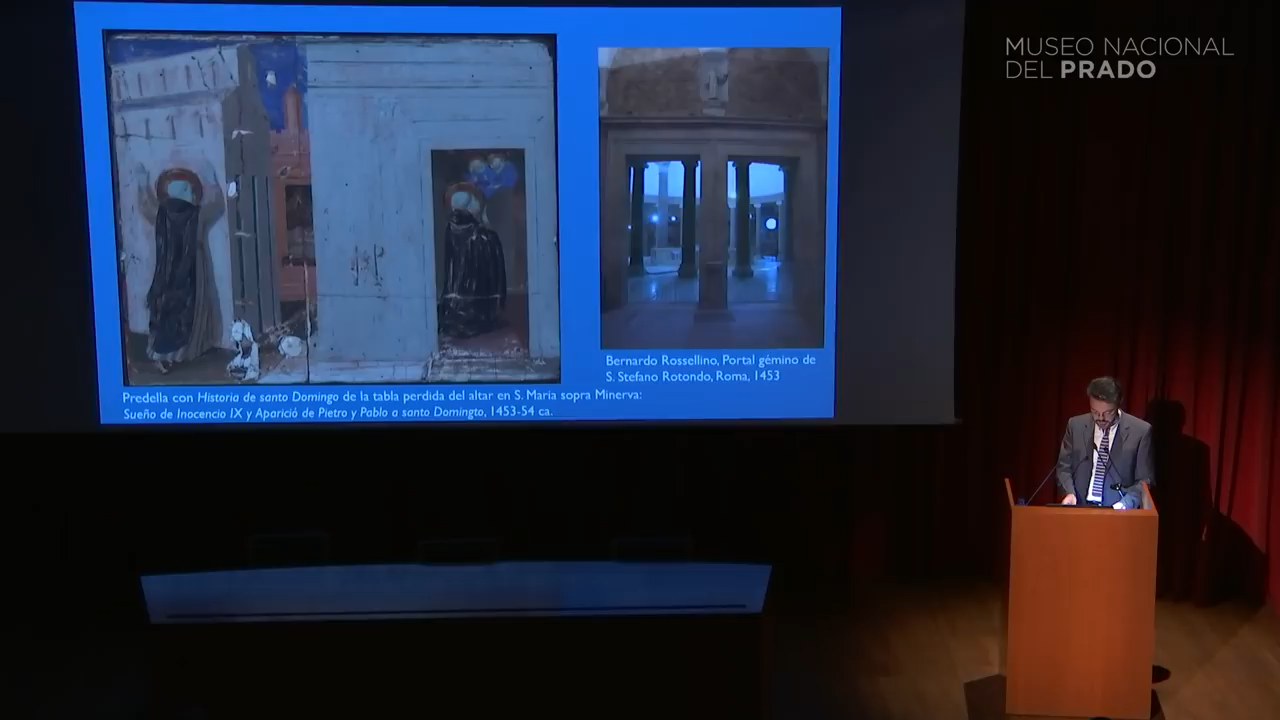 MUSEO NACIONAL
DEL PRADO
Bernardo Rossellino, Portal gémino de
S. Stefano Rotondo, Roma, 1453
Predella con Historia de santo Domingo de la tabla perdida del altar en S. Maria sopra Minerva:
Sueño de Inocencio IX y Aparició de Pietro y Pablo a santo Domingto, 1453-54 ca.